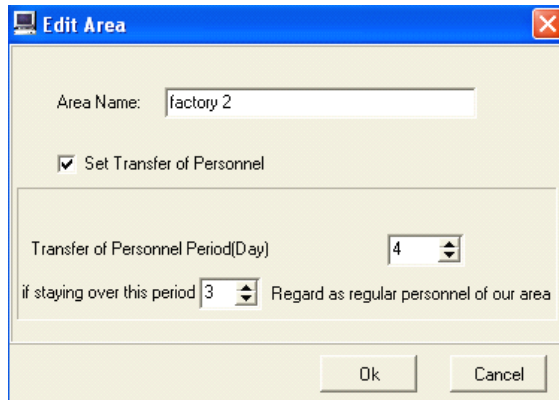 Edit Area
Area Name: factory 2
Set Transfer of Personnel
Transfer of Personnel Period(Day) 4
if staying over this period 3 Regard as regular personnel of our area
Ok Cancel